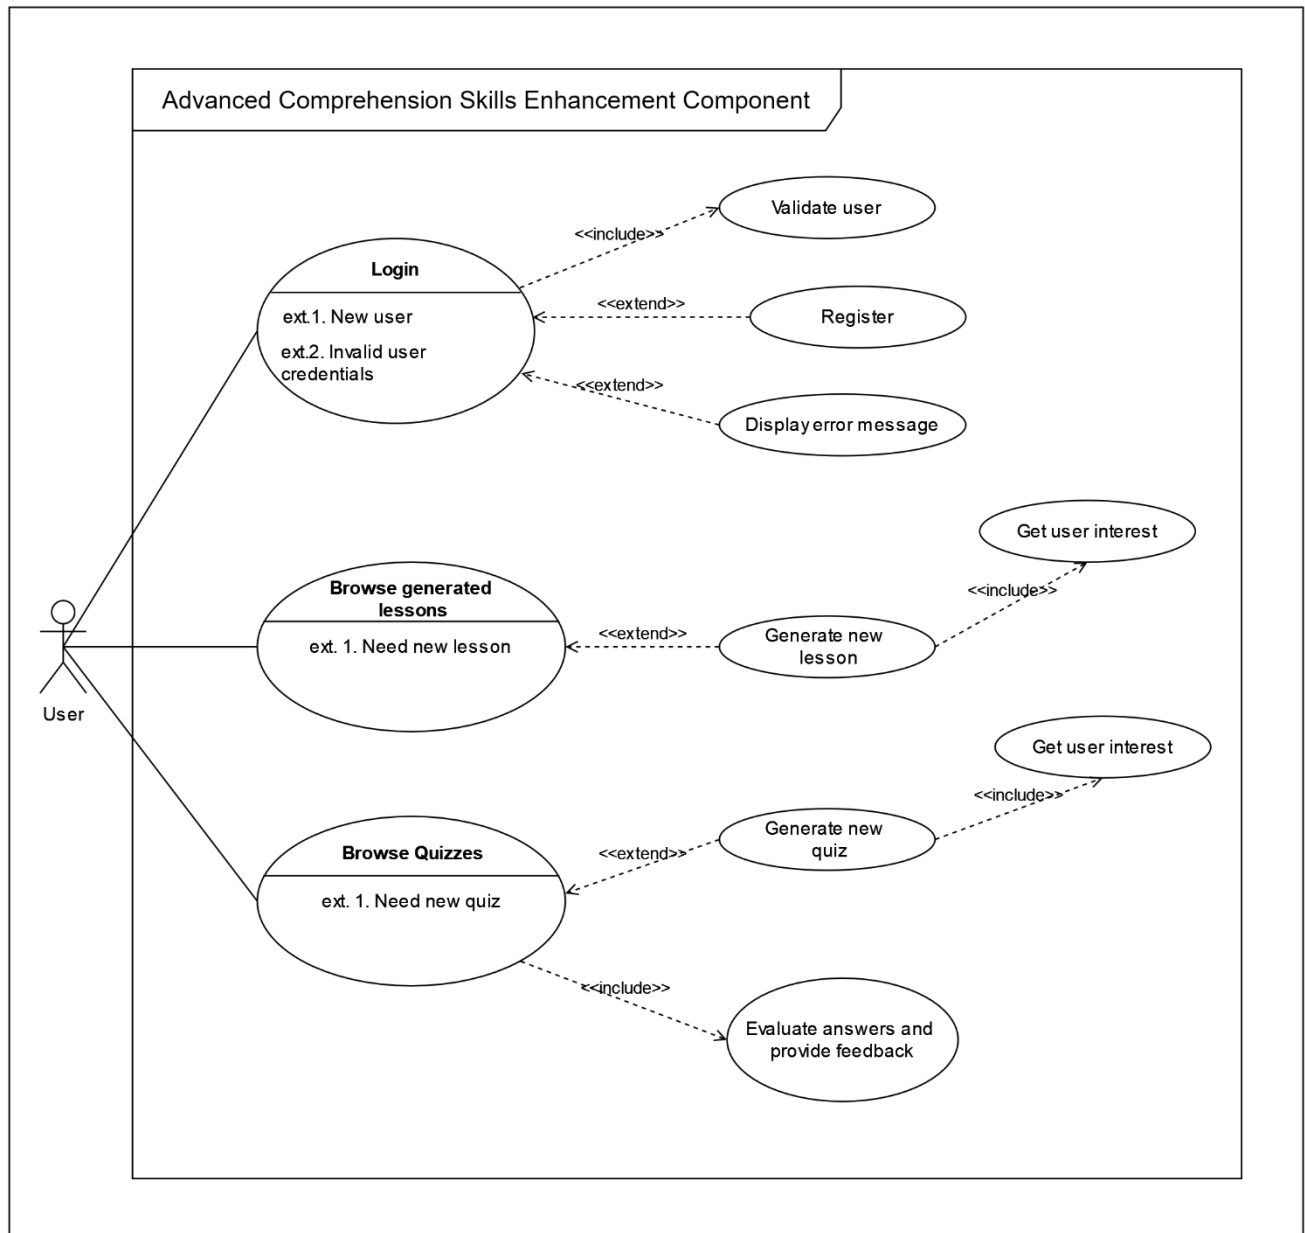 Advanced Comprehension Skills Enhancement Component
Validate user
<<include>>
Login
<<extend>>
Register
ext.1. New user
ext.2. Invalid user
credentials
<<extend>>
Display error message
Get user interest
<<include>>
Browse generated
lessons
ext. 1. Need new lesson
<<extend>>
Generate new
lesson
User
Get user interest
<<include>>
Generate new
quiz
<<extend>>
Browse Quizzes
ext. 1. Need new quiz
<<include>>
Evaluate answers and
provide feedback